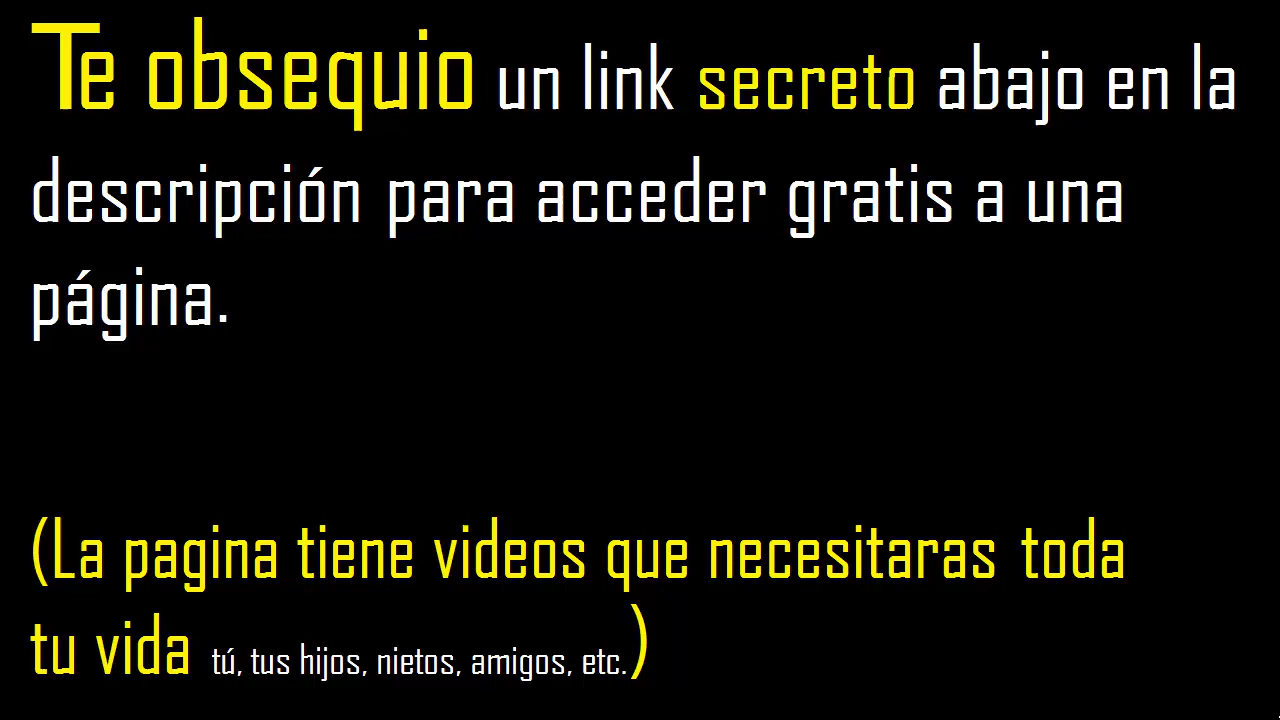 Te obsequio un link secreto abajo en la
descripción para acceder gratis a una
página.
(La pagina tiene videos que necesitaras toda
tu vida tú, tus hijos, nietos, amigos, etc.)